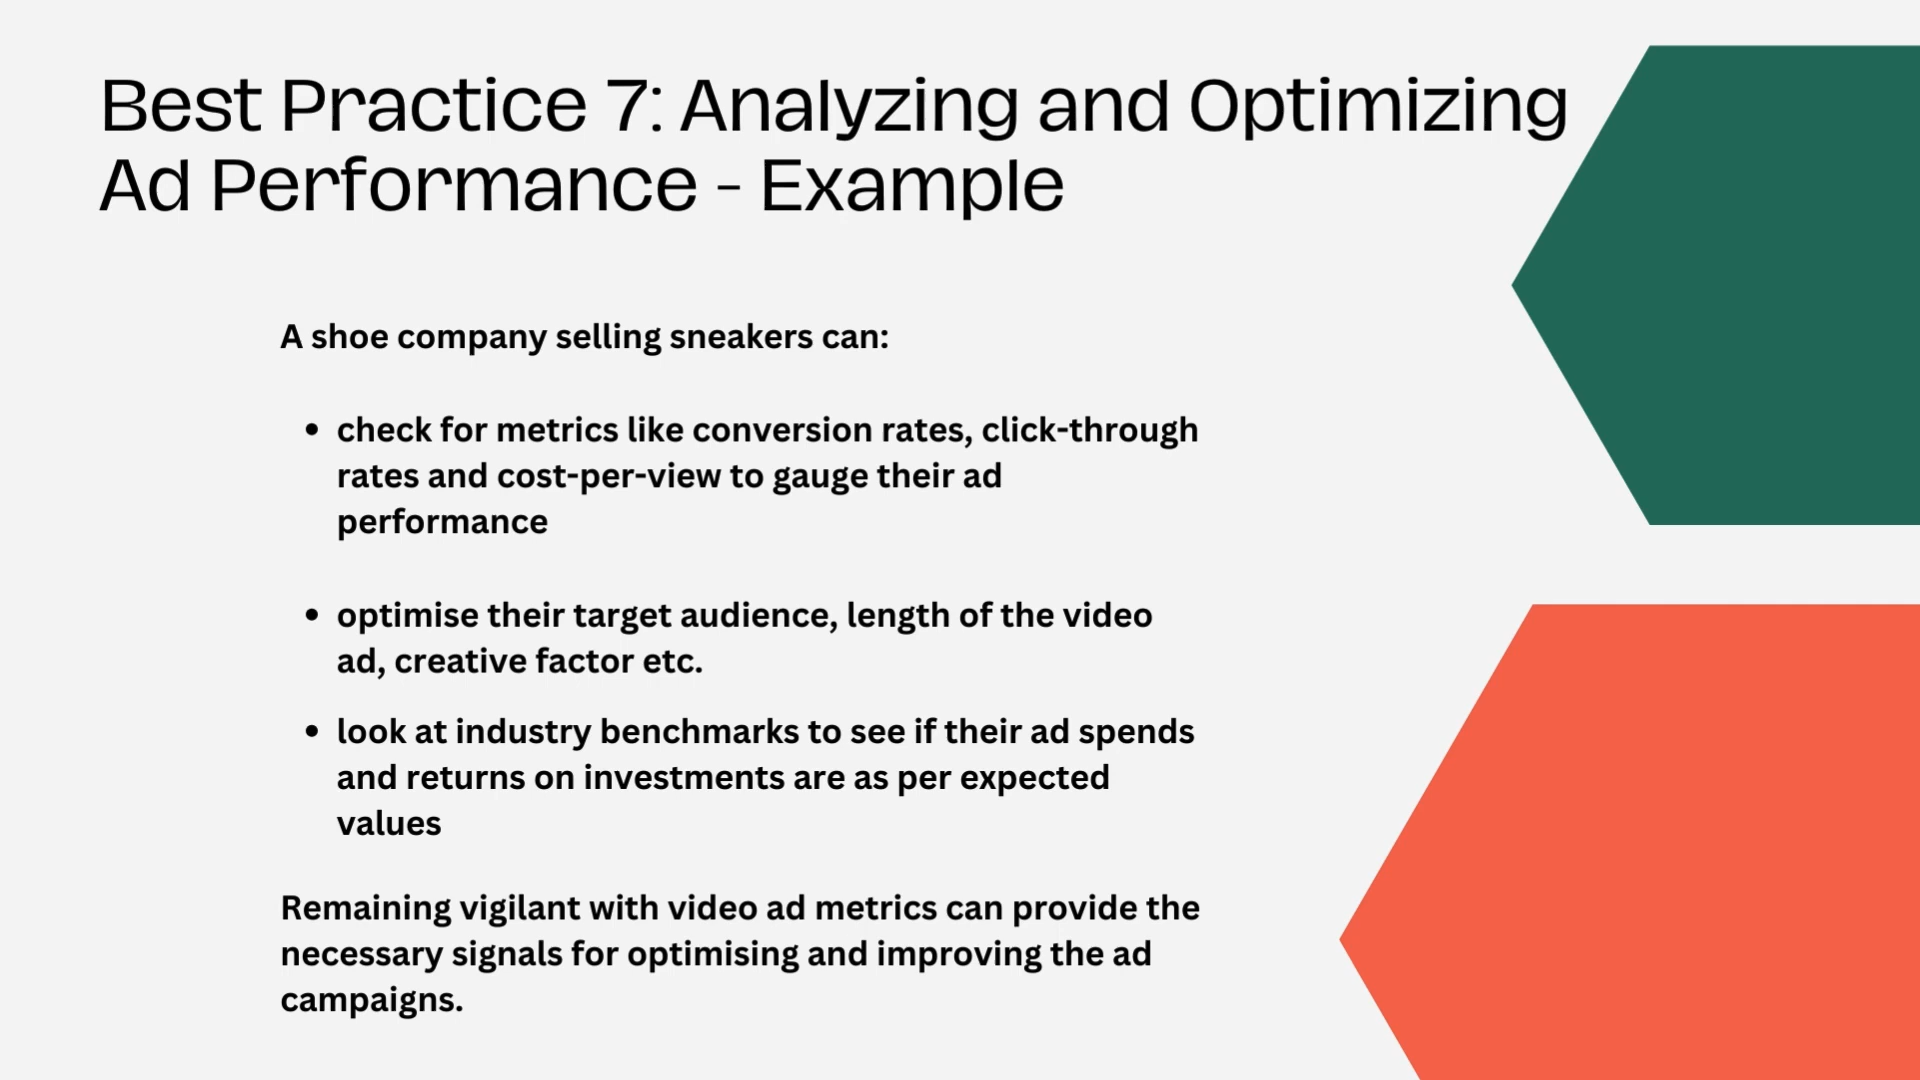 Best Practice 7: Analyzing and Optimizing
Ad Performance - Example
A shoe company selling sneakers can:
• check for metrics like conversion rates, click-through
rates and cost-per-view to gauge their ad
performance
• optimise their target audience, length of the video
ad, creative factor etc.
• look at industry benchmarks to see if their ad spends
and returns on investments are as per expected
values
Remaining vigilant with video ad metrics can provide the
necessary signals for optimising and improving the ad
campaigns.